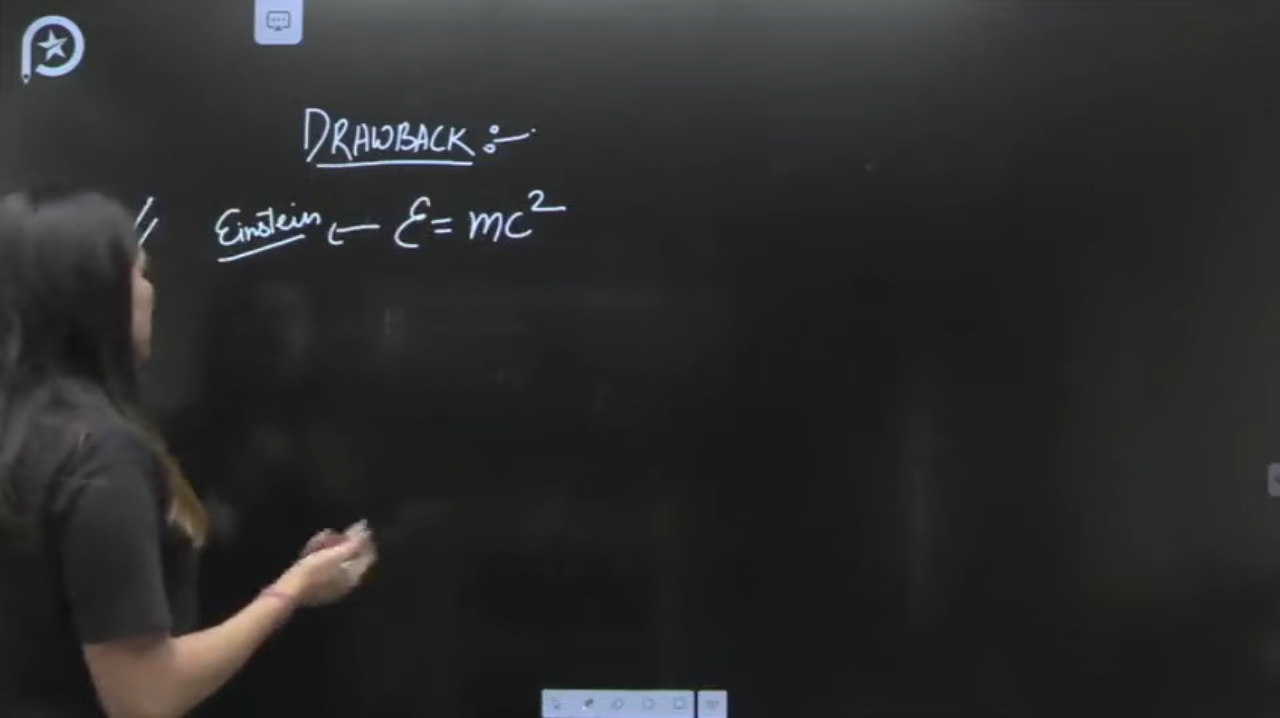 DRAWBACK :-
// Einstein ← E = mc²